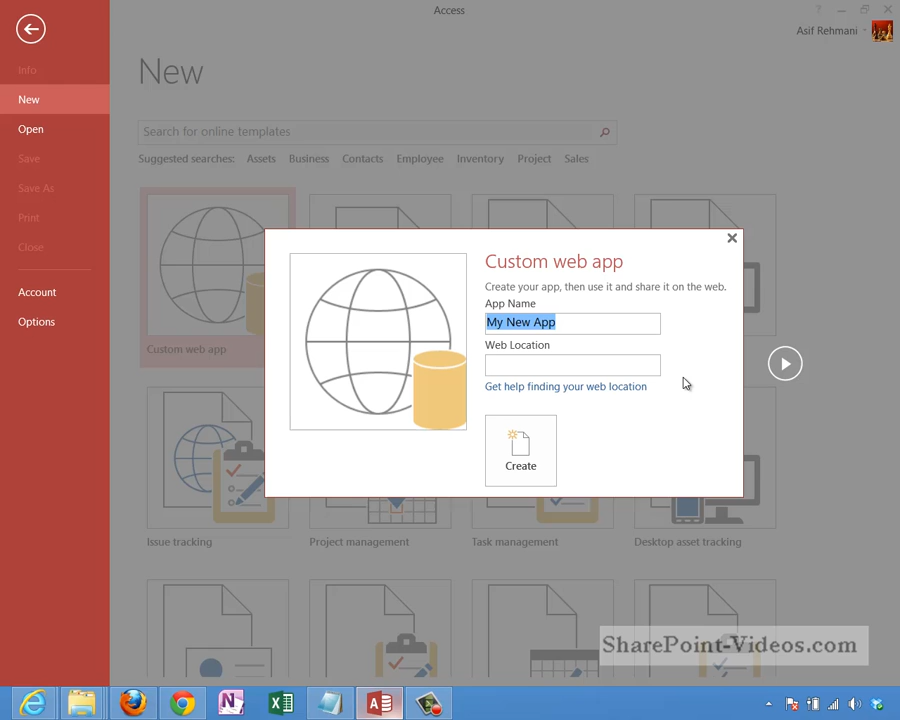 Access
Asif Rehmani
Info
New
Open
Save
Save As
Print
Close
Account
Options
New
Search for online templates
Suggested searches: Assets Business Contacts Employee Inventory Project Sales
Custom web app
Custom web app
Create your app, then use it and share it on the web.
App Name
My New App
Web Location
Get help finding your web location
Create
Issue tracking
Project management
Task management
Desktop asset tracking
SharePoint-Videos.com